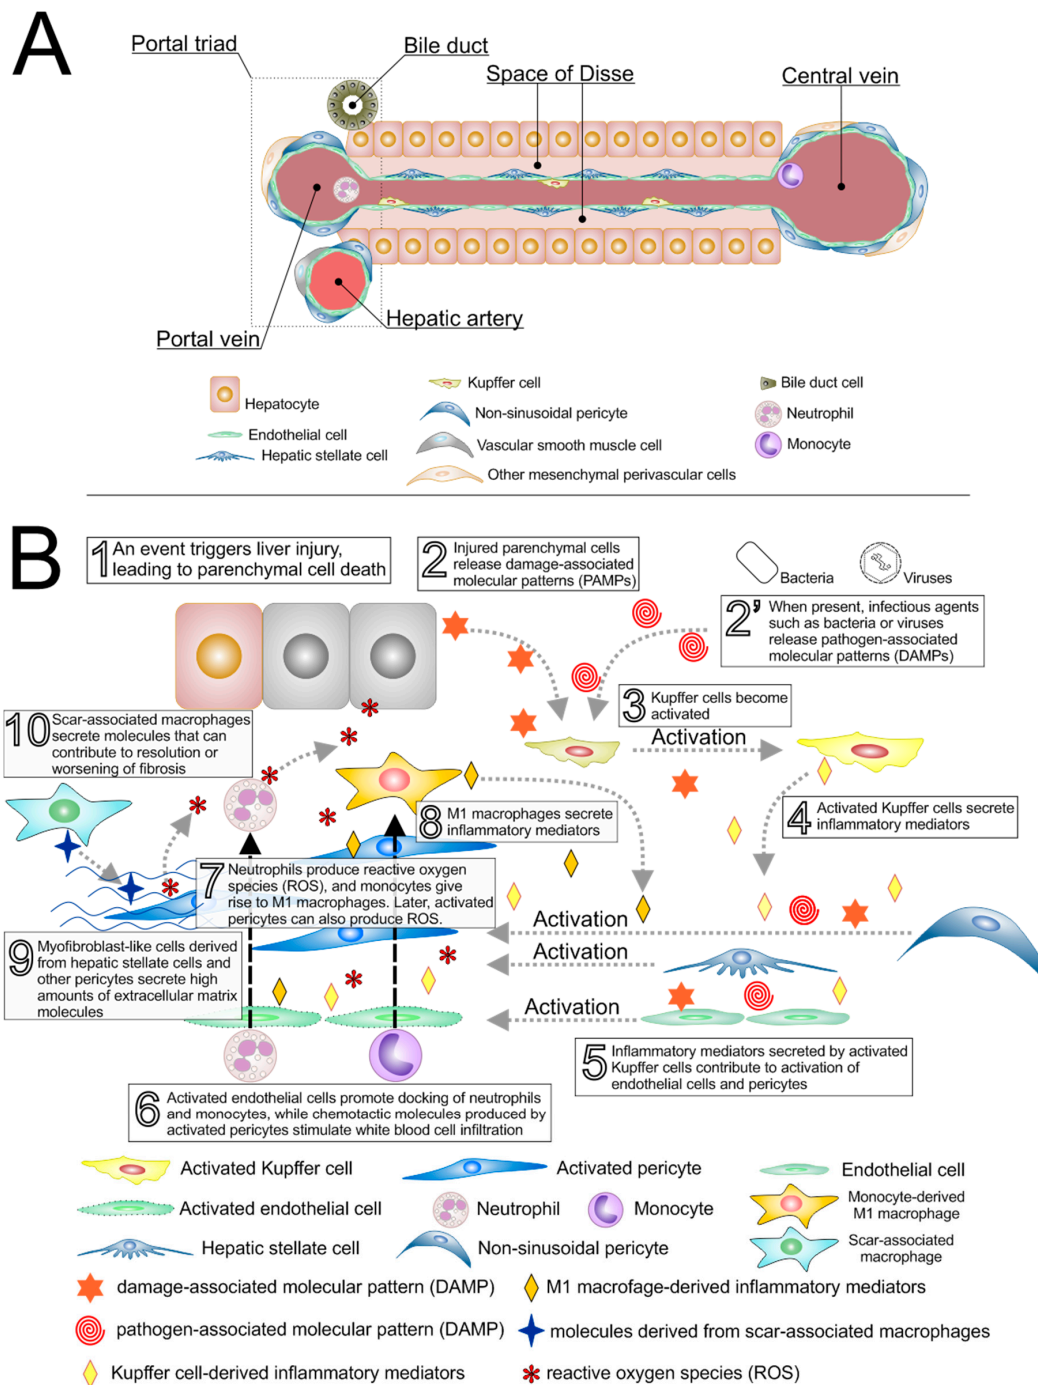 A
Portal triad
Bile duct
Space of Disse
Central vein
Portal vein
Hepatic artery
Hepatocyte
Endothelial cell
Hepatic stellate cell
Kupffer cell
Non-sinusoidal pericyte
Vascular smooth muscle cell
Other mesenchymal perivascular cells
Bile duct cell
Neutrophil
Monocyte
B
1 An event triggers liver injury,
leading to parenchymal cell death
2 Injured parenchymal cells
release damage-associated
molecular patterns (PAMPs)
Bacteria
Viruses
2' When present, infectious agents
such as bacteria or viruses
release pathogen-associated
molecular patterns (DAMPs)
3 Kupffer cells become
activated
Activation
4 Activated Kupffer cells secrete
inflammatory mediators
10 Scar-associated macrophages
secrete molecules that can
contribute to resolution or
worsening of fibrosis
8 M1 macrophages secrete
inflammatory mediators
7 Neutrophils produce reactive oxygen
species (ROS), and monocytes give
rise to M1 macrophages. Later, activated
pericytes can also produce ROS.
Activation
Activation
Activation
9 Myofibroblast-like cells derived
from hepatic stellate cells and
other pericytes secrete high
amounts of extracellular matrix
molecules
5 Inflammatory mediators secreted by activated
Kupffer cells contribute to activation of
endothelial cells and pericytes
6 Activated endothelial cells promote docking of neutrophils
and monocytes, while chemotactic molecules produced by
activated pericytes stimulate white blood cell infiltration
Activated Kupffer cell
Activated pericyte
Endothelial cell
Activated endothelial cell
Neutrophil
Monocyte
Monocyte-derived
M1 macrophage
Hepatic stellate cell
Non-sinusoidal pericyte
Scar-associated
macrophage
damage-associated molecular pattern (DAMP)
M1 macrofage-derived inflammatory mediators
pathogen-associated molecular pattern (DAMP)
molecules derived from scar-associated macrophages
Kupffer cell-derived inflammatory mediators
reactive oxygen species (ROS)